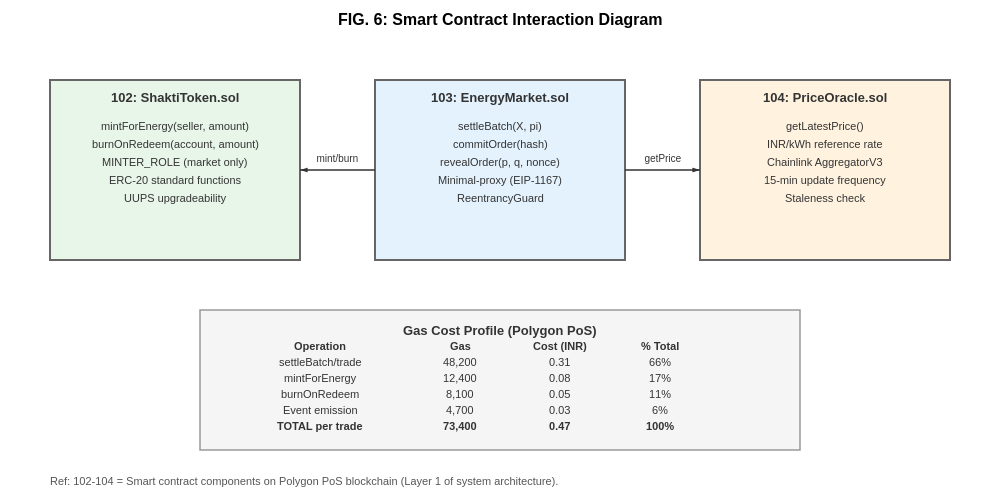 FIG. 6: Smart Contract Interaction Diagram
102: ShaktiToken.sol
mintForEnergy(seller, amount)
burnOnRedeem(account, amount)
MINTER_ROLE (market only)
ERC-20 standard functions
UUPS upgradeability
mint/burn
103: EnergyMarket.sol
settleBatch(X, pi)
commitOrder(hash)
revealOrder(p, q, nonce)
Minimal-proxy (EIP-1167)
ReentrancyGuard
getPrice
104: PriceOracle.sol
getLatestPrice()
INR/kWh reference rate
Chainlink AggregatorV3
15-min update frequency
Staleness check
Gas Cost Profile (Polygon PoS)
Operation Gas Cost (INR) % Total
settleBatch/trade 48,200 0.31 66%
mintForEnergy 12,400 0.08 17%
burnOnRedeem 8,100 0.05 11%
Event emission 4,700 0.03 6%
TOTAL per trade 73,400 0.47 100%
Ref: 102-104 = Smart contract components on Polygon PoS blockchain (Layer 1 of system architecture).